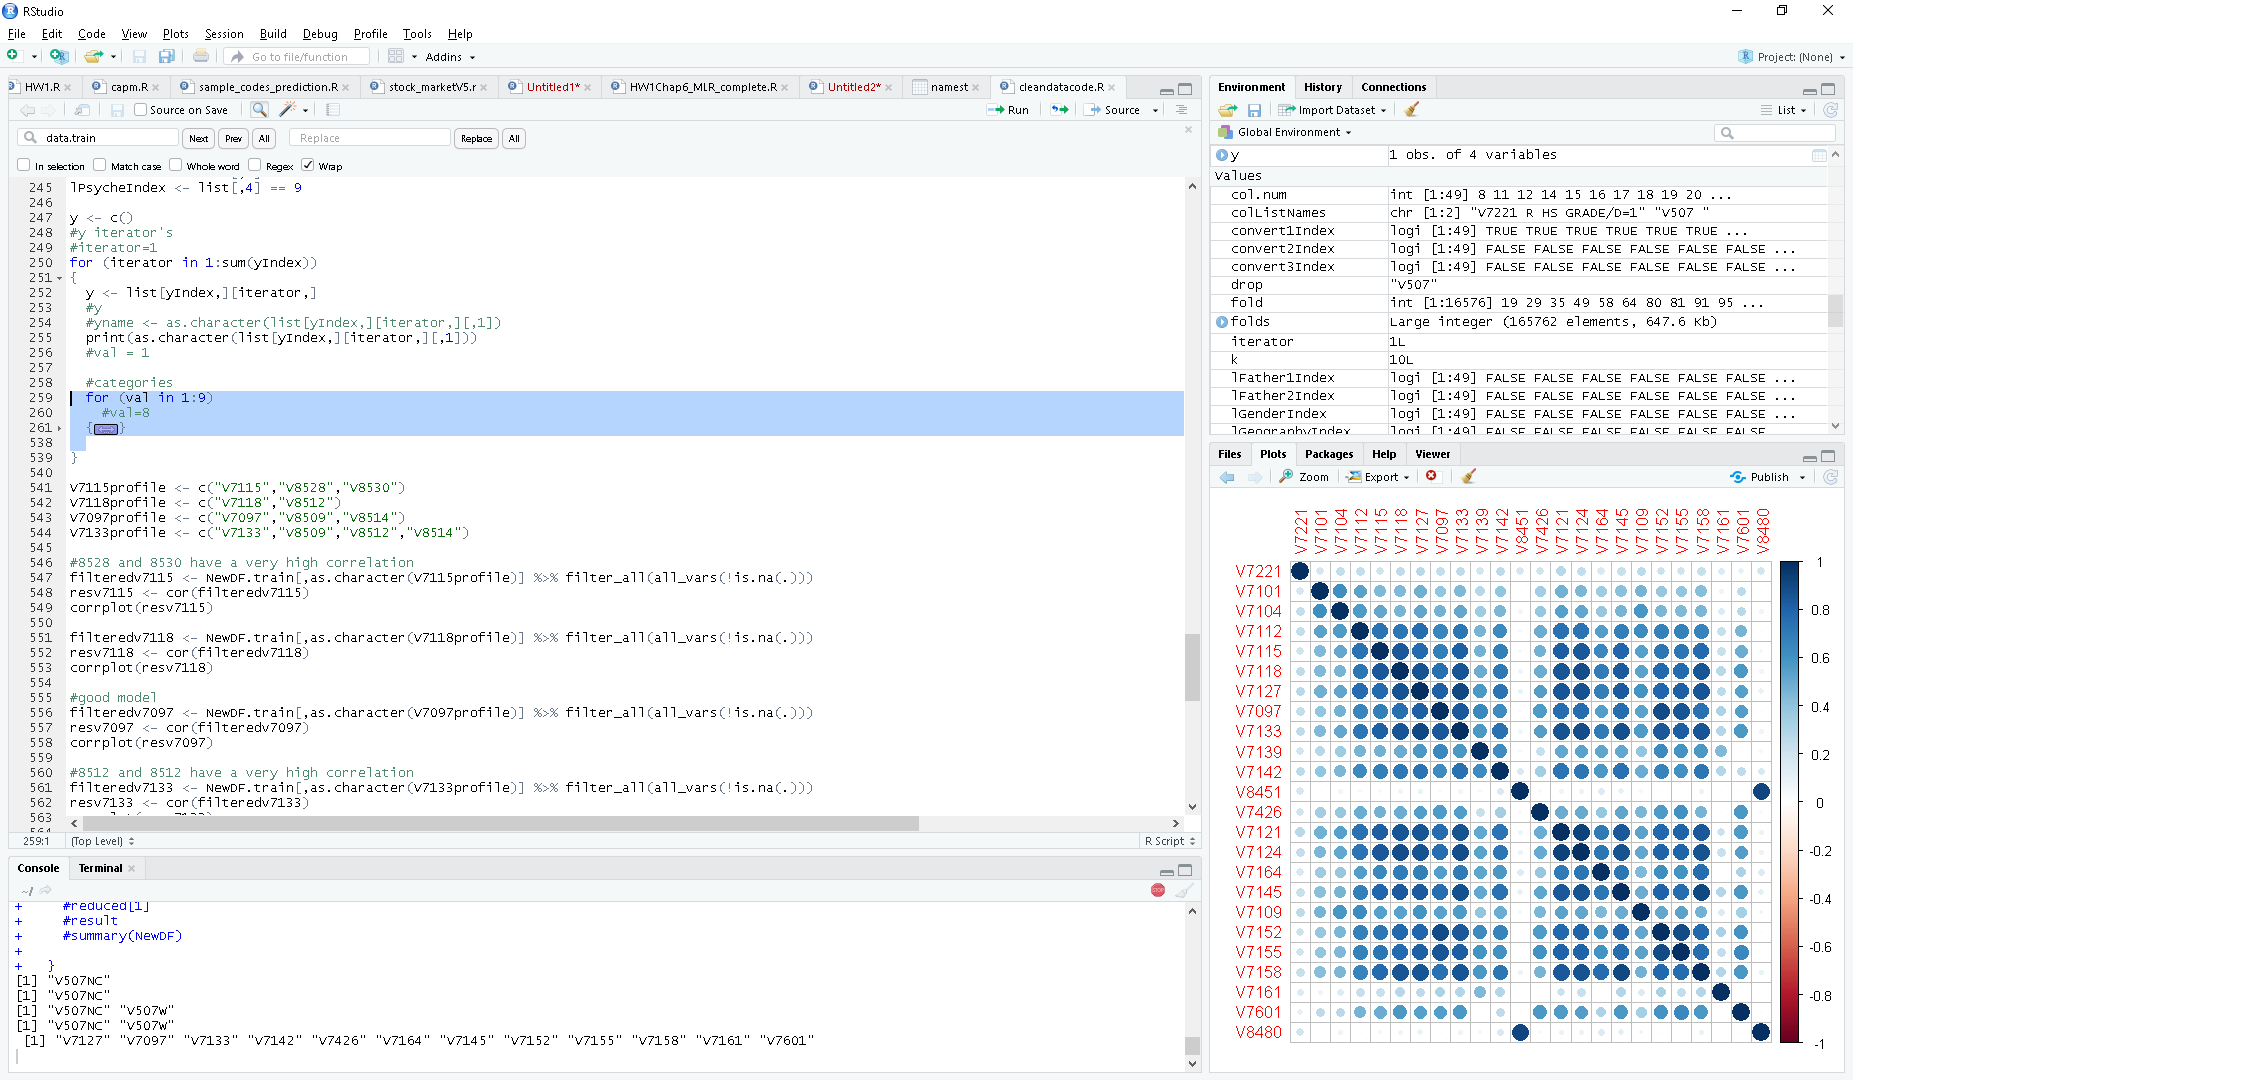 RStudio
File Edit Code View Plots Session Build Debug Profile Tools Help
Go to file/function Addins Project: (None)
HW1.R capm.R sample_codes_prediction.R stock_marketV5.r Untitled1* HW1Chap6_MLR_complete.R Untitled2* namest cleandatacode.R
Source on Save Run Source
data.train Next Prev All Replace Replace All
In selection Match case Whole word Regex Wrap
245 lPsycheIndex <- list[,4] == 9
246
247 y <- c()
248 #y iterator's
249 #iterator=1
250 for (iterator in 1:sum(yIndex))
251 {
252 y <- list[yIndex,][iterator,]
253 #y
254 #yname <- as.character(list[yIndex,][iterator,][,1])
255 print(as.character(list[yIndex,][iterator,][,1]))
256 #val = 1
257
258 #categories
259 for (val in 1:9)
260 #val=8
261 {}
538
539 }
540
541 V7115profile <- c("V7115","V8528","V8530")
542 V7118profile <- c("V7118","V8512")
543 V7097profile <- c("V7097","V8509","V8514")
544 V7133profile <- c("V7133","V8509","V8512","V8514")
545
546 #8528 and 8530 have a very high correlation
547 filteredv7115 <- NewDF.train[,as.character(V7115profile)] %>% filter_all(all_vars(!is.na(.)))
548 resv7115 <- cor(filteredv7115)
549 corrplot(resv7115)
550
551 filteredv7118 <- NewDF.train[,as.character(V7118profile)] %>% filter_all(all_vars(!is.na(.)))
552 resv7118 <- cor(filteredv7118)
553 corrplot(resv7118)
554
555 #good model
556 filteredv7097 <- NewDF.train[,as.character(V7097profile)] %>% filter_all(all_vars(!is.na(.)))
557 resv7097 <- cor(filteredv7097)
558 corrplot(resv7097)
559
560 #8512 and 8512 have a very high correlation
561 filteredv7133 <- NewDF.train[,as.character(V7133profile)] %>% filter_all(all_vars(!is.na(.)))
562 resv7133 <- cor(filteredv7133)
563
259:1 (Top Level) R Script
Console Terminal
~/
+ #reduced[1]
+ #result
+ #summary(NewDF)
+
+ }
[1] "V507NC"
[1] "V507NC"
[1] "V507NC" "V507W"
[1] "V507NC" "V507W"
[1] "V7127" "V7097" "V7133" "V7142" "V7426" "V7164" "V7145" "V7152" "V7155" "V7158" "V7161" "V7601"
Environment History Connections
Import Dataset List
Global Environment
y 1 obs. of 4 variables
Values
col.num int [1:49] 8 11 12 14 15 16 17 18 19 20 ...
colListNames chr [1:2] "V7221 R HS GRADE/D=1" "V507 "
convert1Index logi [1:49] TRUE TRUE TRUE TRUE TRUE TRUE ...
convert2Index logi [1:49] FALSE FALSE FALSE FALSE FALSE FALSE ...
convert3Index logi [1:49] FALSE FALSE FALSE FALSE FALSE FALSE ...
drop "V507"
fold int [1:16576] 19 29 35 49 58 64 80 81 91 95 ...
folds Large integer (165762 elements, 647.6 Kb)
iterator 1L
k 10L
lFather1Index logi [1:49] FALSE FALSE FALSE FALSE FALSE FALSE ...
lFather2Index logi [1:49] FALSE FALSE FALSE FALSE FALSE FALSE ...
lGenderIndex logi [1:49] FALSE FALSE FALSE FALSE FALSE FALSE ...
lGeographyIndex logi [1:49] FALSE FALSE FALSE FALSE FALSE FALSE
Files Plots Packages Help Viewer
Zoom Export Publish
V7221 V7101 V7104 V7112 V7115 V7118 V7127 V7097 V7133 V7139 V7142 V8451 V7426 V7121 V7124 V7164 V7145 V7109 V7152 V7155 V7158 V7161 V7601 V8480
V7221
V7101
V7104
V7112
V7115
V7118
V7127
V7097
V7133
V7139
V7142
V8451
V7426
V7121
V7124
V7164
V7145
V7109
V7152
V7155
V7158
V7161
V7601
V8480
1
0.8
0.6
0.4
0.2
0
-0.2
-0.4
-0.6
-0.8
-1